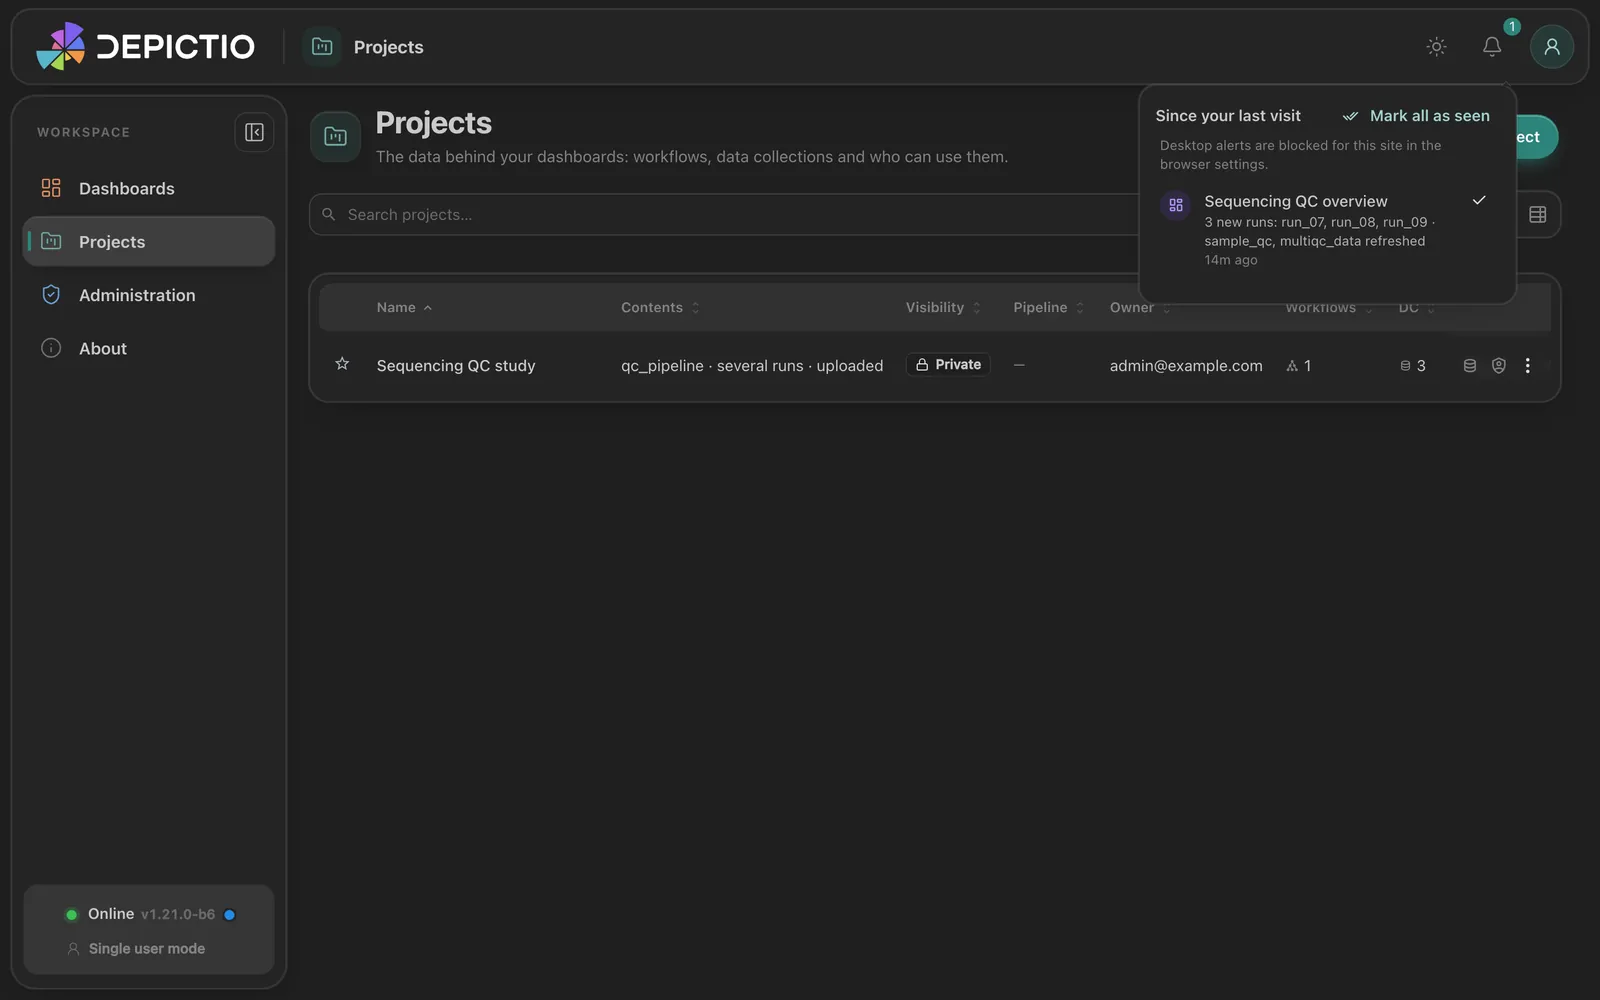 DEPICTIO
Projects
1
WORKSPACE
Dashboards
Projects
Administration
About
Online v1.21.0-b6
Single user mode
Projects
The data behind your dashboards: workflows, data collections and who can use them.
Search projects...
ect
Since your last visit
Mark all as seen
Desktop alerts are blocked for this site in the
browser settings.
Sequencing QC overview
3 new runs: run_07, run_08, run_09 ·
sample_qc, multiqc_data refreshed
14m ago
Name Contents Visibility Pipeline Owner Workflows DC
Sequencing QC study qc_pipeline · several runs · uploaded Private — admin@example.com 1 3